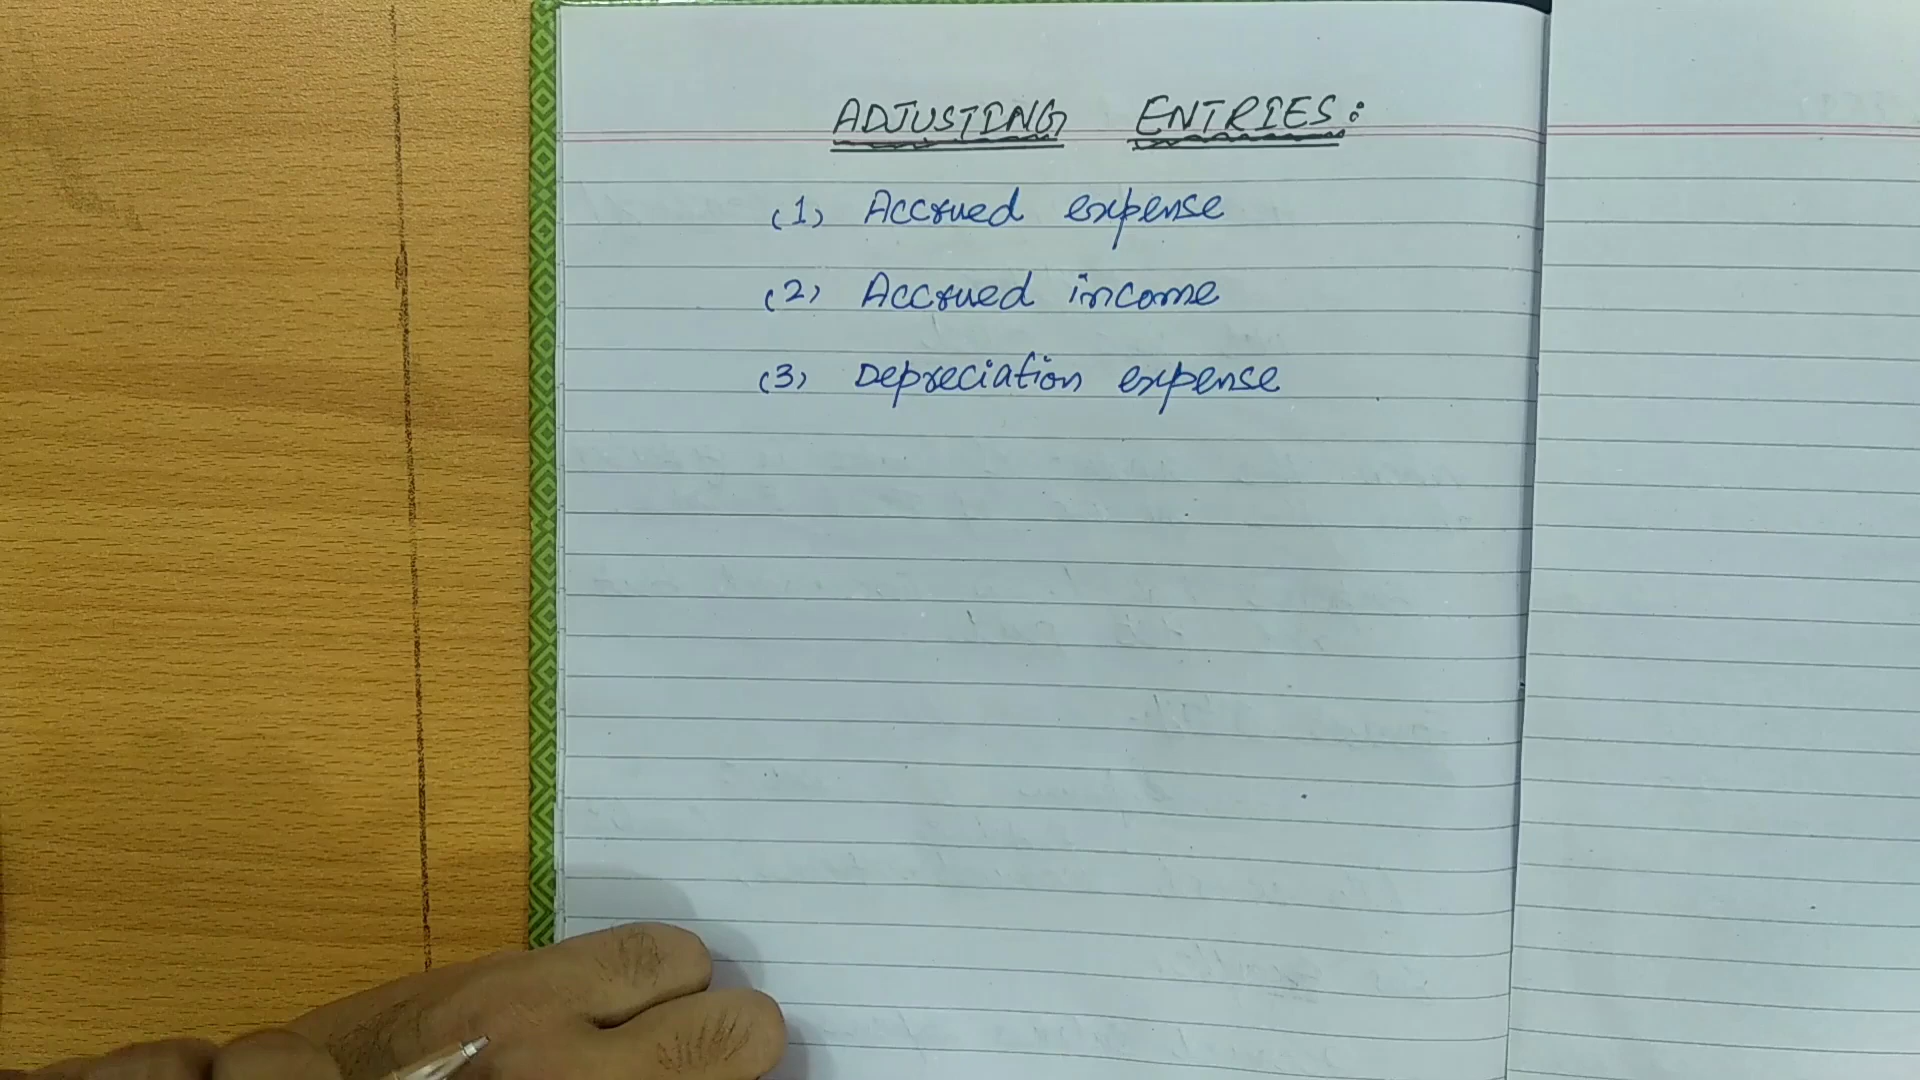 ADJUSTING ENTRIES:
(1) Accrued expense
(2) Accrued income
(3) Depreciation expense